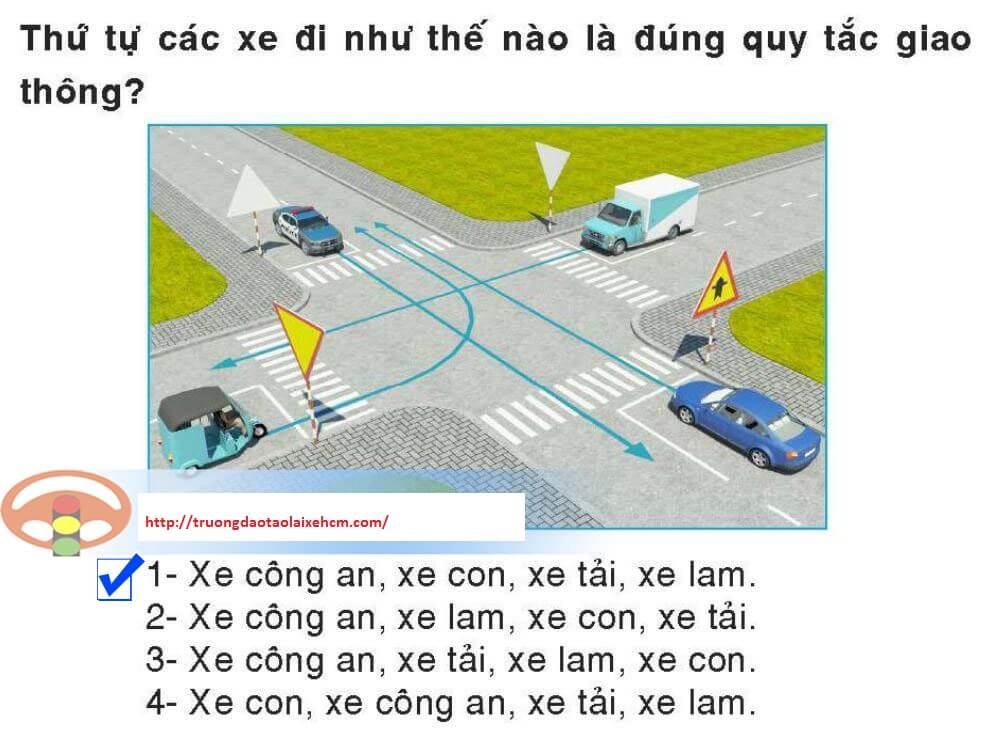 Thứ tự các xe đi như thế nào là đúng quy tắc giao
thông?
http://truongdaotaolaixehcm.com/
1- Xe công an, xe con, xe tải, xe lam.
2- Xe công an, xe lam, xe con, xe tải.
3- Xe công an, xe tải, xe lam, xe con.
4- Xe con, xe công an, xe tải, xe lam.